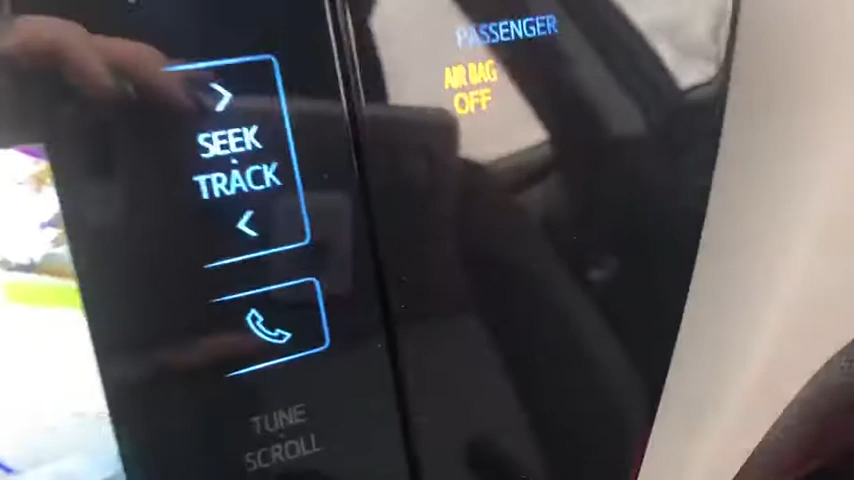 PASSENGER
AIR BAG
OFF
>
SEEK
TRACK
<
TUNE
SCROLL